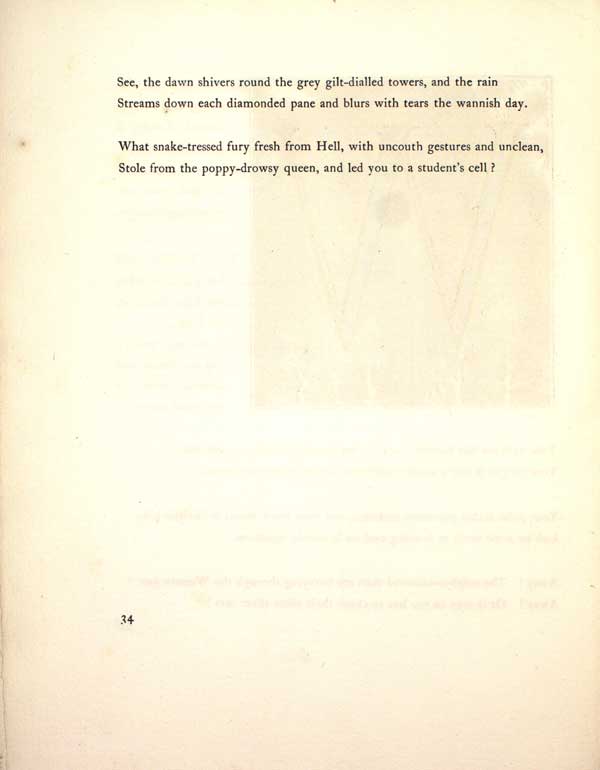 See, the dawn shivers round the grey gilt-dialled towers, and the rain
Streams down each diamonded pane and blurs with tears the wannish day.
What snake-tressed fury fresh from Hell, with uncouth gestures and unclean,
Stole from the poppy-drowsy queen, and led you to a student's cell ?
34